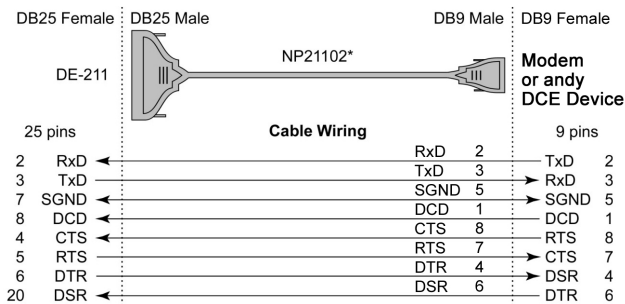 DB25 Female DB25 Male DB9 Male DB9 Female
NP21102*
DE-211
Modem
or andy
DCE Device
25 pins Cable Wiring 9 pins
2 RxD RxD 2 TxD 2
3 TxD TxD 3 RxD 3
7 SGND SGND 5 SGND 5
8 DCD DCD 1 DCD 1
4 CTS CTS 8 RTS 8
5 RTS RTS 7 CTS 7
6 DTR DTR 4 DSR 4
20 DSR DSR 6 DTR 6